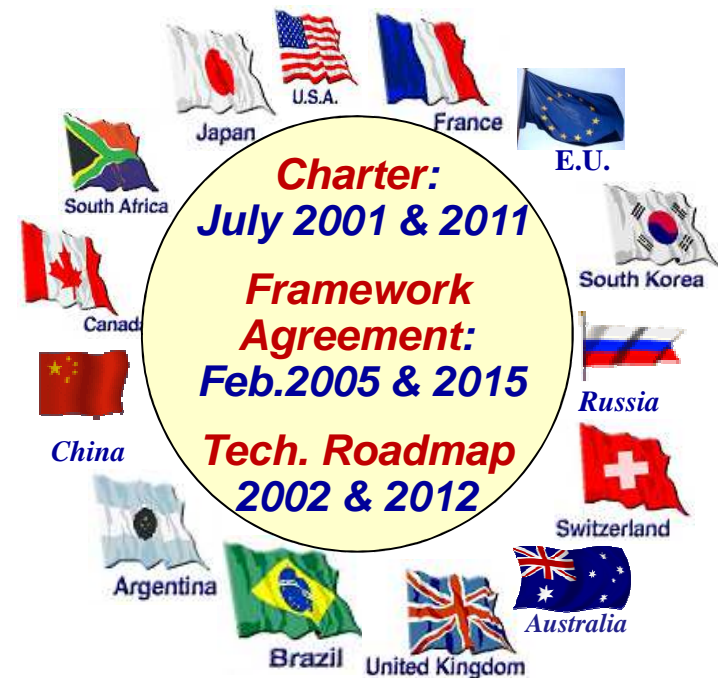 U.S.A.
Japan
France
E.U.
South Africa
Charter:
July 2001 & 2011
South Korea
Framework
Agreement:
Feb.2005 & 2015
Canada
Russia
China
Tech. Roadmap
2002 & 2012
Switzerland
Argentina
Australia
Brazil
United Kingdom